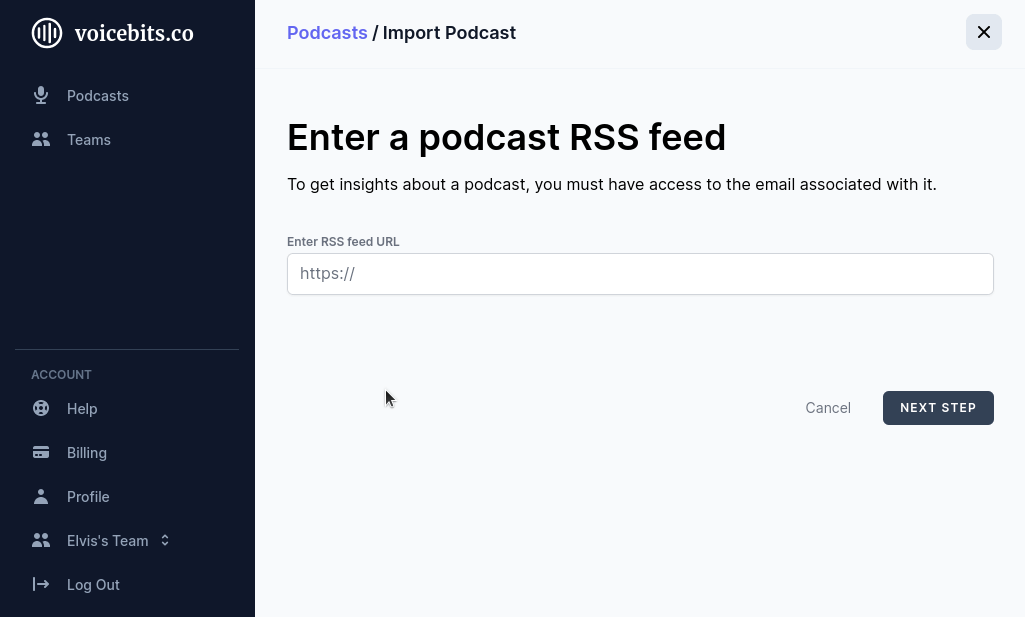 voicebits.co
Podcasts
Teams
ACCOUNT
Help
Billing
Profile
Elvis's Team
Log Out
Podcasts / Import Podcast
Enter a podcast RSS feed
To get insights about a podcast, you must have access to the email associated with it.
Enter RSS feed URL
https://
Cancel
NEXT STEP